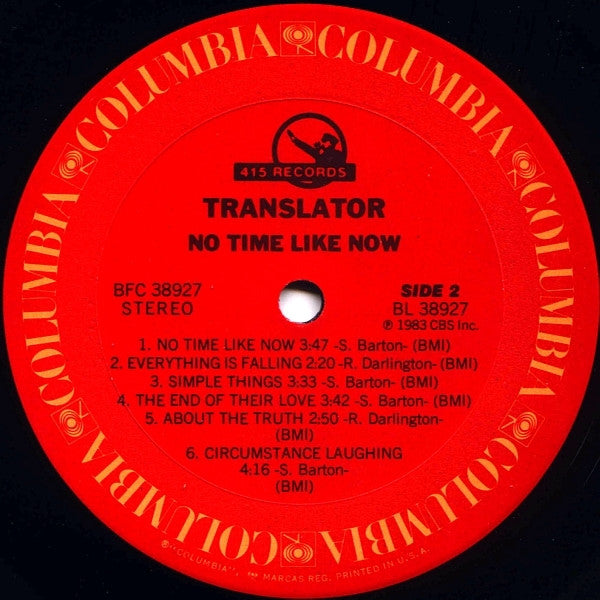 COLUMBIA COLUMBIA COLUMBIA COLUMBIA COLUMBIA COLUMBIA
415 RECORDS
TRANSLATOR
NO TIME LIKE NOW
BFC 38927
STEREO
SIDE 2
BL 38927
℗ 1983 CBS Inc.
1. NO TIME LIKE NOW 3:47 -S. Barton- (BMI)
2. EVERYTHING IS FALLING 2:20 -R. Darlington- (BMI)
3. SIMPLE THINGS 3:33 -S. Barton- (BMI)
4. THE END OF THEIR LOVE 3:42 -S. Barton- (BMI)
5. ABOUT THE TRUTH 2:50 -R. Darlington-
(BMI)
6. CIRCUMSTANCE LAUGHING
4:16 -S. Barton-
(BMI)
®"COLUMBIA", MARCAS REG. PRINTED IN U.S.A.